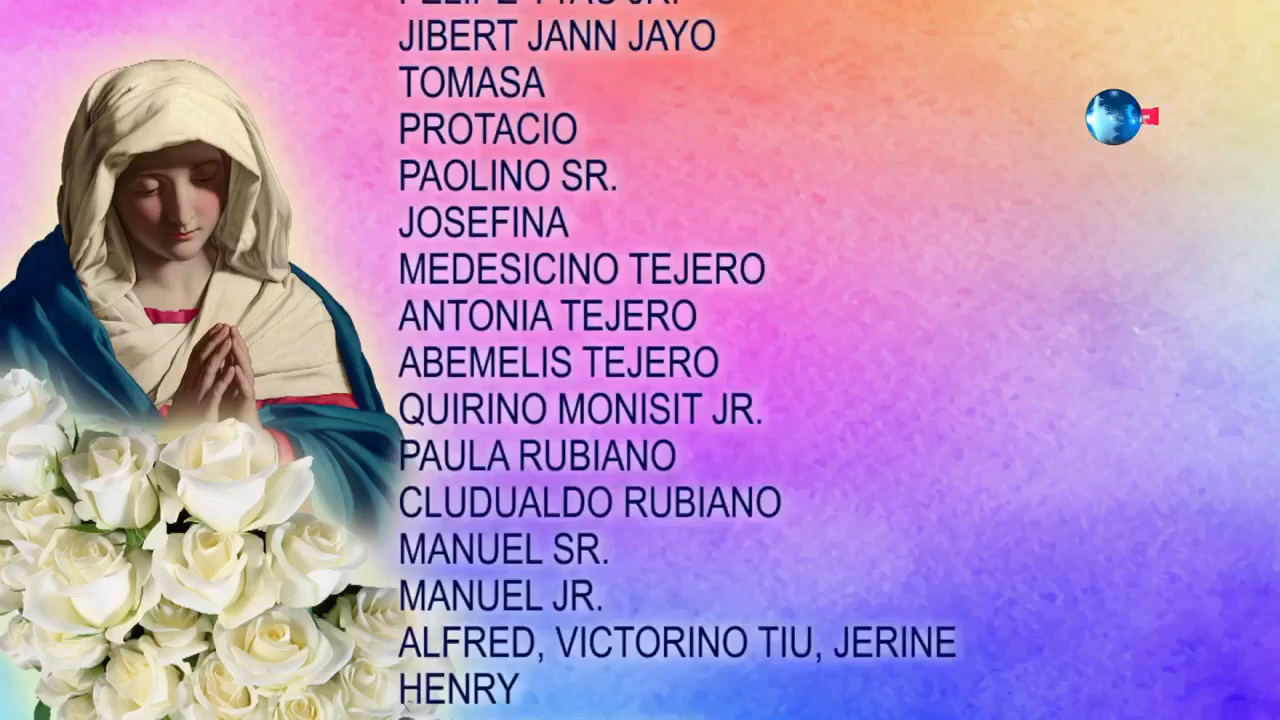 JIBERT JANN JAYO
TOMASA
PROTACIO
PAOLINO SR.
JOSEFINA
MEDESICINO TEJERO
ANTONIA TEJERO
ABEMELIS TEJERO
QUIRINO MONISIT JR.
PAULA RUBIANO
CLUDUALDO RUBIANO
MANUEL SR.
MANUEL JR.
ALFRED, VICTORINO TIU, JERINE
HENRY